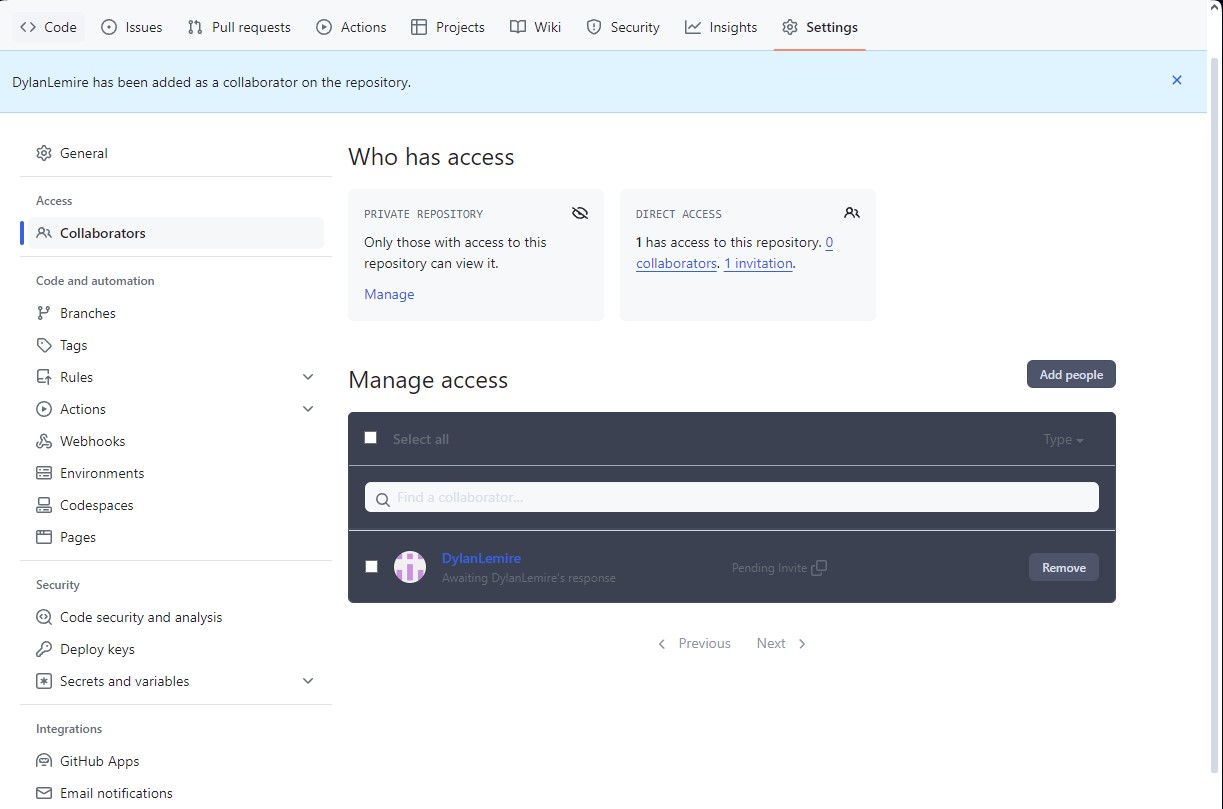 Code Issues Pull requests Actions Projects Wiki Security Insights Settings
DylanLemire has been added as a collaborator on the repository.
General
Access
Collaborators
Code and automation
Branches
Tags
Rules
Actions
Webhooks
Environments
Codespaces
Pages
Security
Code security and analysis
Deploy keys
Secrets and variables
Integrations
GitHub Apps
Email notifications
Who has access
PRIVATE REPOSITORY
Only those with access to this
repository can view it.
Manage
DIRECT ACCESS
1 has access to this repository. 0
collaborators. 1 invitation.
Manage access
Add people
Select all
Type
Find a collaborator...
DylanLemire
Awaiting DylanLemire's response
Pending Invite
Remove
Previous Next